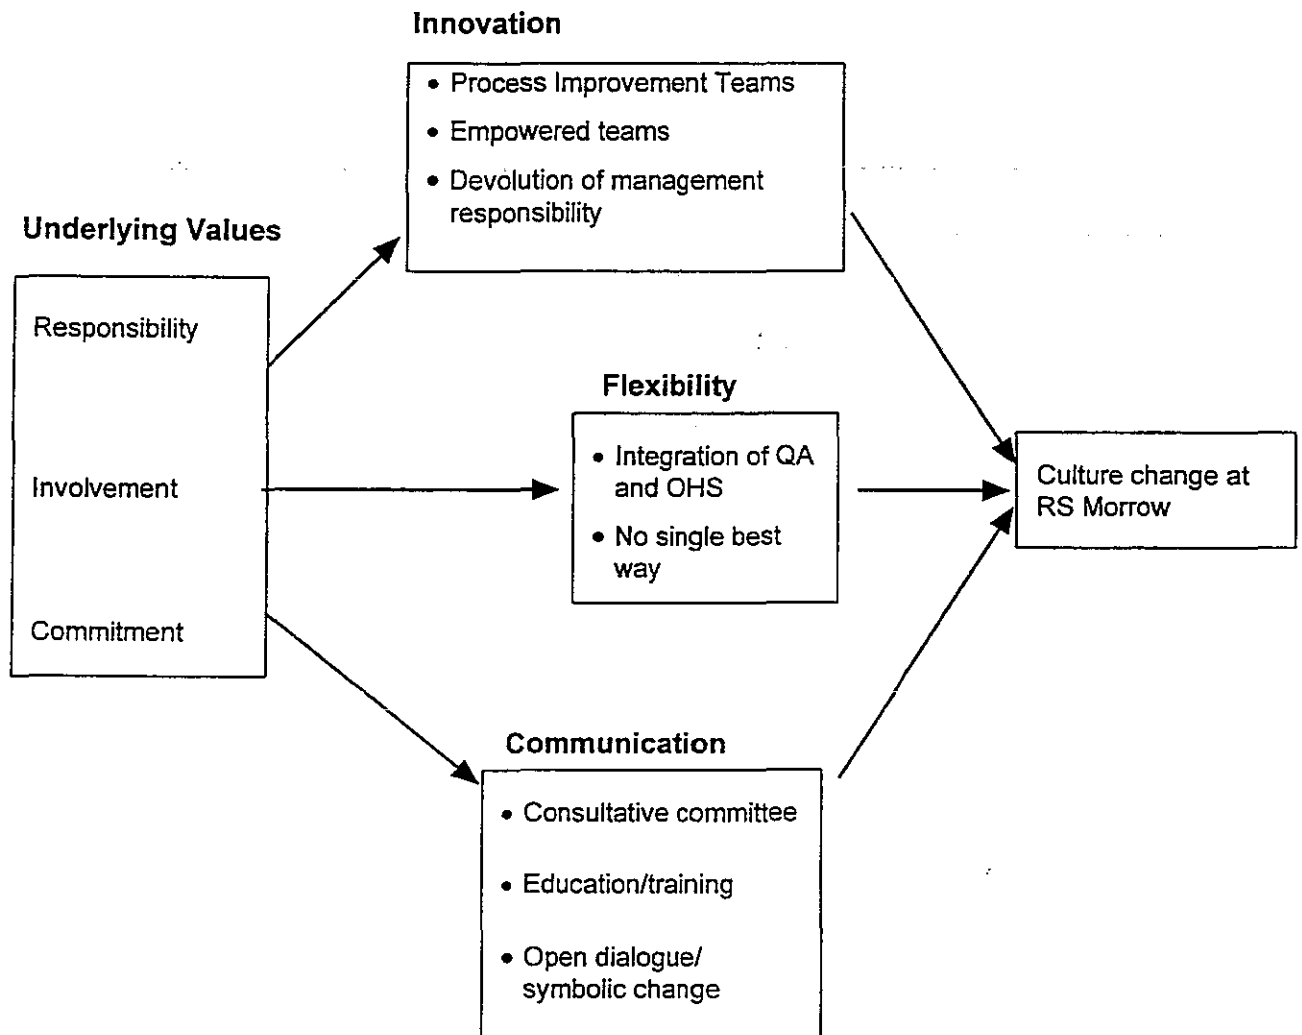 Innovation
• Process Improvement Teams
• Empowered teams
• Devolution of management
responsibility
Underlying Values
Responsibility
Involvement
Commitment
Flexibility
• Integration of QA
and OHS
• No single best
way
Culture change at
RS Morrow
Communication
• Consultative committee
• Education/training
• Open dialogue/
symbolic change